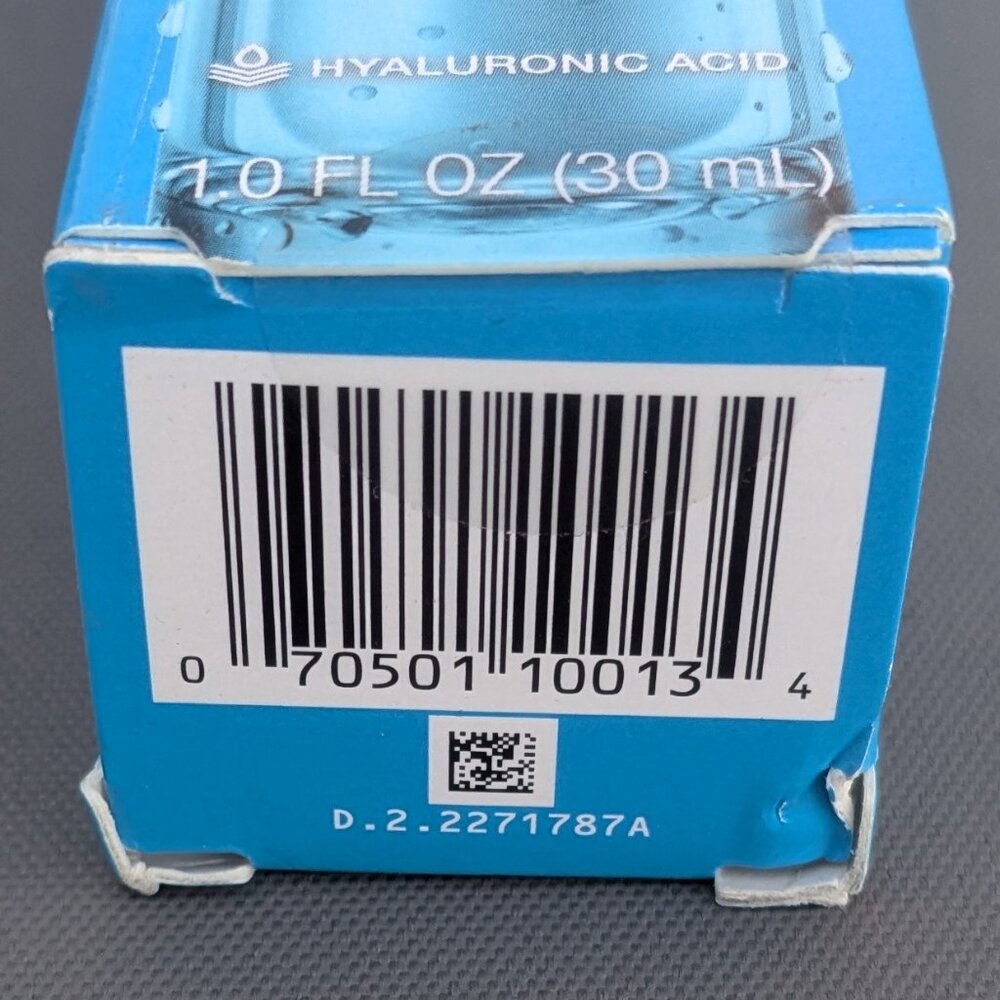 HYALURONIC ACID
1.0 FL OZ (30 mL)
0 70501 10013 4
D.2.2271787A